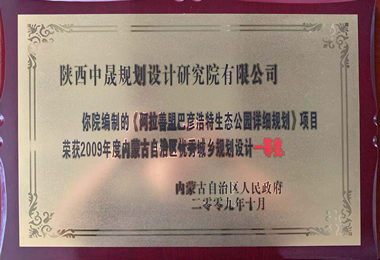 陕西中晟规划设计研究院有限公司
你院编制的《阿拉善盟巴彦浩特生态公园详细规划》项目
荣获2009年度内蒙古自治区优秀城乡规划设计一等奖
内蒙古自治区人民政府
二零零九年十月